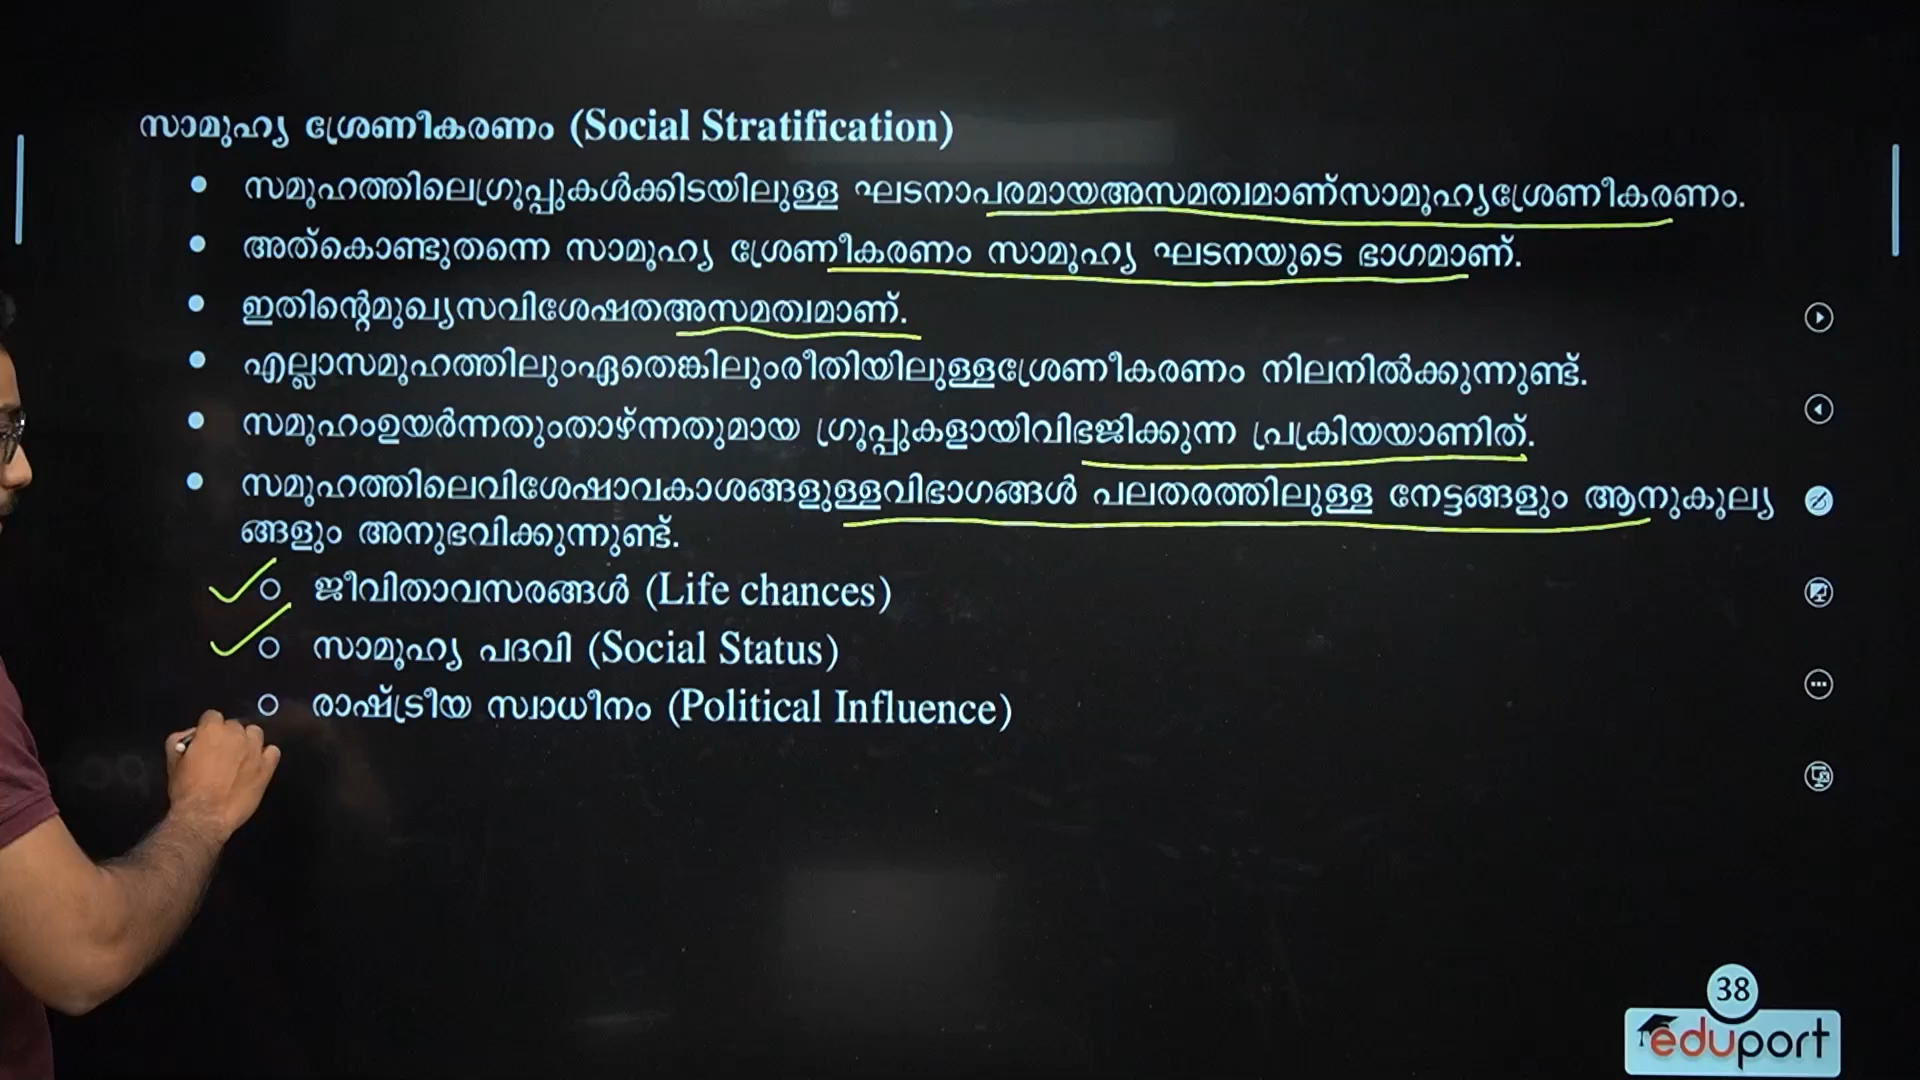 സാമൂഹ്യ ശ്രേണീകരണം (Social Stratification)
• സമൂഹത്തിലെഗ്രൂപ്പുകൾക്കിടയിലുള്ള ഘടനാപരമായഅസമത്വമാണ്സാമൂഹ്യശ്രേണീകരണം.
• അത്കൊണ്ടുതന്നെ സാമൂഹ്യ ശ്രേണീകരണം സാമൂഹ്യ ഘടനയുടെ ഭാഗമാണ്.
• ഇതിന്റെമുഖ്യസവിശേഷതഅസമത്വമാണ്.
• എല്ലാസമൂഹത്തിലുംഏതെങ്കിലുംരീതിയിലുള്ളശ്രേണീകരണം നിലനിൽക്കുന്നുണ്ട്.
• സമൂഹംഉയർന്നതുംതാഴ്ന്നതുമായ ഗ്രൂപ്പുകളായിവിഭജിക്കുന്ന പ്രക്രിയയാണിത്.
• സമൂഹത്തിലെവിശേഷാവകാശങ്ങളുള്ളവിഭാഗങ്ങൾ പലതരത്തിലുള്ള നേട്ടങ്ങളും ആനുകൂല്യ
ങ്ങളും അനുഭവിക്കുന്നുണ്ട്.
○ ജീവിതാവസരങ്ങൾ (Life chances)
○ സാമൂഹ്യ പദവി (Social Status)
○ രാഷ്ട്രീയ സ്വാധീനം (Political Influence)
38
eduport